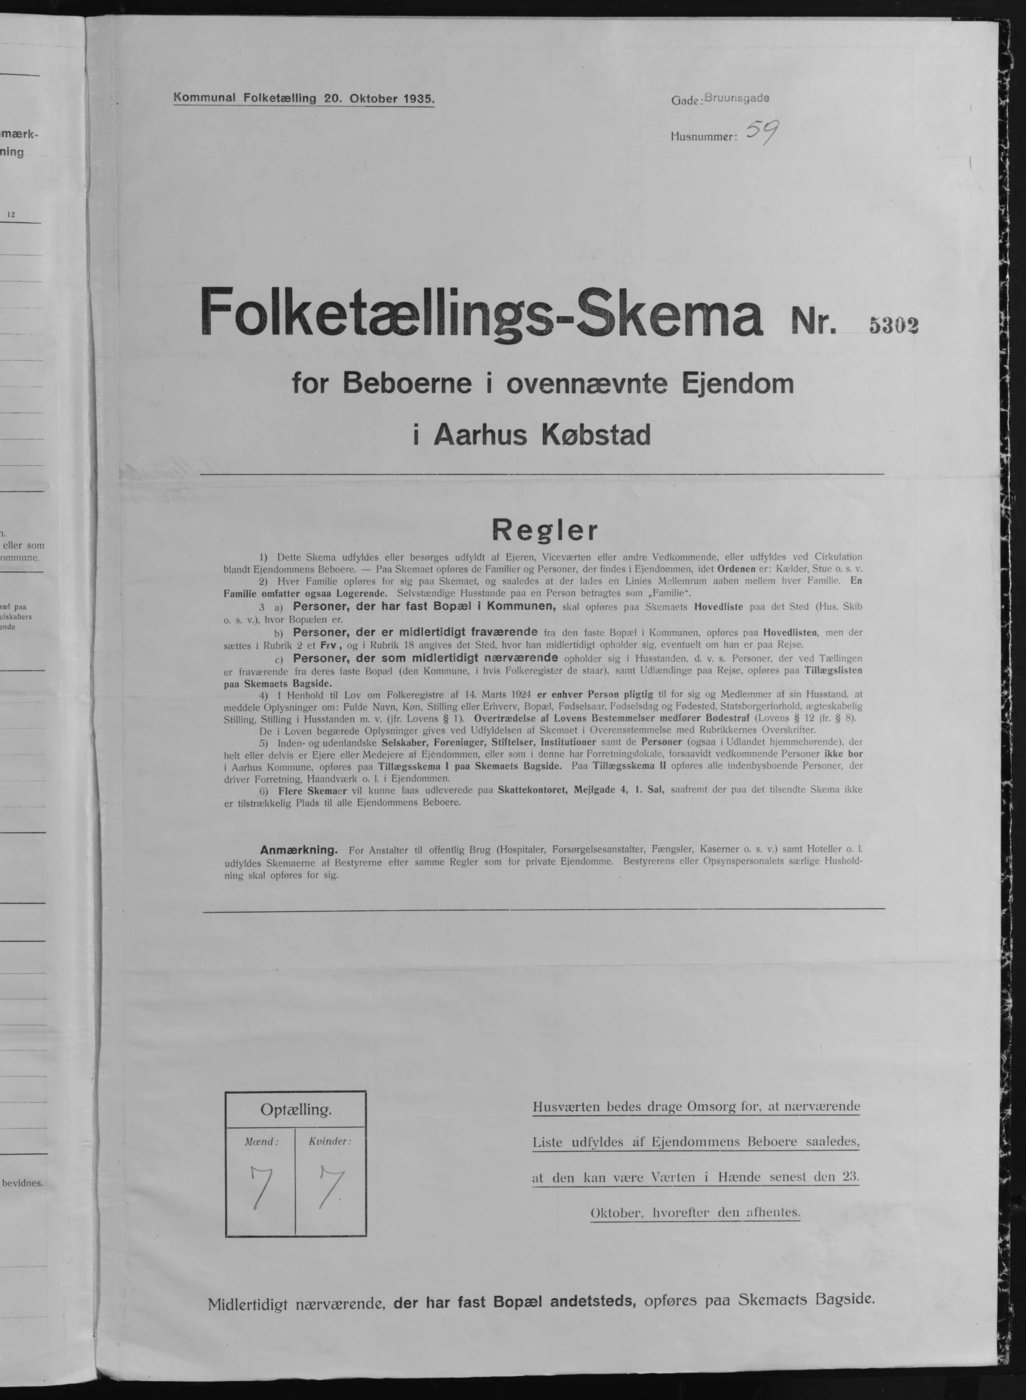 mærk-
ning
12
eller som
ommune.
bevidnes.
Kommunal Folketælling 20. Oktober 1935.
Gade: Bruunsgade
Husnummer: 59
Folketællings-Skema Nr. 5302
for Beboerne i ovennævnte Ejendom
i Aarhus Købstad
Regler
1) Dette Skema udfyldes eller besørges udfyldt af Ejeren, Viceværten eller andre Vedkommende, eller udfyldes ved Cirkulation
blandt Ejendommens Beboere. — Paa Skemaet opføres de Familier og Personer, der findes i Ejendommen, idet Ordenen er: Kælder, Stue o. s. v.
2) Hver Familie opføres for sig paa Skemaet, og saaledes at der lades en Linies Mellemrum aaben mellem hver Familie. En
Familie omfatter ogsaa Logerende. Selvstændige Husstande paa en Person betragtes som „Familie“.
3 a) Personer, der har fast Bopæl i Kommunen, skal opføres paa Skemaets Hovedliste paa det Sted (Hus, Skib
o. s. v.), hvor Bopælen er.
b) Personer, der er midlertidigt fraværende fra den faste Bopæl i Kommunen, opføres paa Hovedlisten, men der
sættes i Rubrik 2 et Frv, og i Rubrik 18 angives det Sted, hvor han midlertidigt opholder sig, eventuelt om han er paa Rejse.
c) Personer, der som midlertidigt nærværende opholder sig i Husstanden, d. v. s. Personer, der ved Tællingen
er fraværende fra deres faste Bopæl (den Kommune, i hvis Folkeregister de staar), samt Udlændinge paa Rejse, opføres paa Tillægslisten
paa Skemaets Bagside.
4) I Henhold til Lov om Folkeregistre af 14. Marts 1924 er enhver Person pligtig til for sig og Medlemmer af sin Husstand, at
meddele Oplysninger om: Fulde Navn, Køn, Stilling eller Erhverv, Bopæl, Fødselsaar, Fødselsdag og Fødested, Statsborgerforhold, ægteskabelig
Stilling, Stilling i Husstanden m. v. (jfr. Lovens § 1). Overtrædelse af Lovens Bestemmelser medfører Bødestraf (Lovens § 12 jfr. § 8).
De i Loven begærede Oplysninger gives ved Udfyldelsen af Skemaet i Overensstemmelse med Rubrikkernes Overskrifter.
5) Inden- og udenlandske Selskaber, Foreninger, Stiftelser, Institutioner samt de Personer (ogsaa i Udlandet hjemmehørende), der
helt eller delvis er Ejere eller Medejere af Ejendommen, eller som i denne har Forretningslokale, forsaavidt vedkommende Personer ikke bor
i Aarhus Kommune, opføres paa Tillægsskema I paa Skemaets Bagside. Paa Tillægsskema II opføres alle indenbysboende Personer, der
driver Forretning, Haandværk o. l. i Ejendommen.
6) Flere Skemaer vil kunne faas udleverede paa Skattekontoret, Mejlgade 4, 1. Sal, saafremt der paa det tilsendte Skema ikke
er tilstrækkelig Plads til alle Ejendommens Beboere.
Anmærkning. For Anstalter til offentlig Brug (Hospitaler, Forsørgelsesanstalter, Fængsler, Kaserner o. s. v.) samt Hoteller o. l.
udfyldes Skemaerne af Bestyrerne efter samme Regler som for private Ejendomme. Bestyrerens eller Opsynspersonalets særlige Hushold-
ning skal opføres for sig.
Optælling.
Mænd: Kvinder:
7 7
Husværten bedes drage Omsorg for, at nærværende
Liste udfyldes af Ejendommens Beboere saaledes,
at den kan være Værten i Hænde senest den 23.
Oktober, hvorefter den afhentes.
Midlertidigt nærværende, der har fast Bopæl andetsteds, opføres paa Skemaets Bagside.